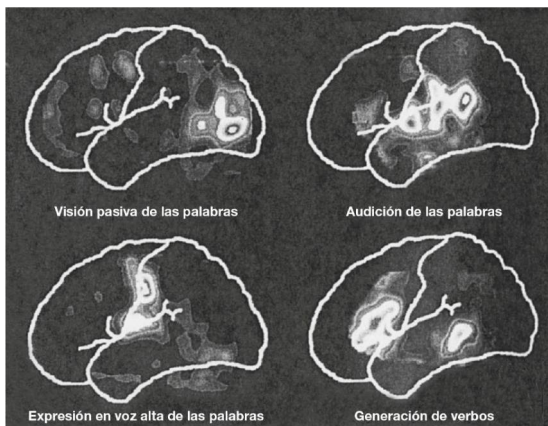 Visión pasiva de las palabras
Audición de las palabras
Expresión en voz alta de las palabras
Generación de verbos